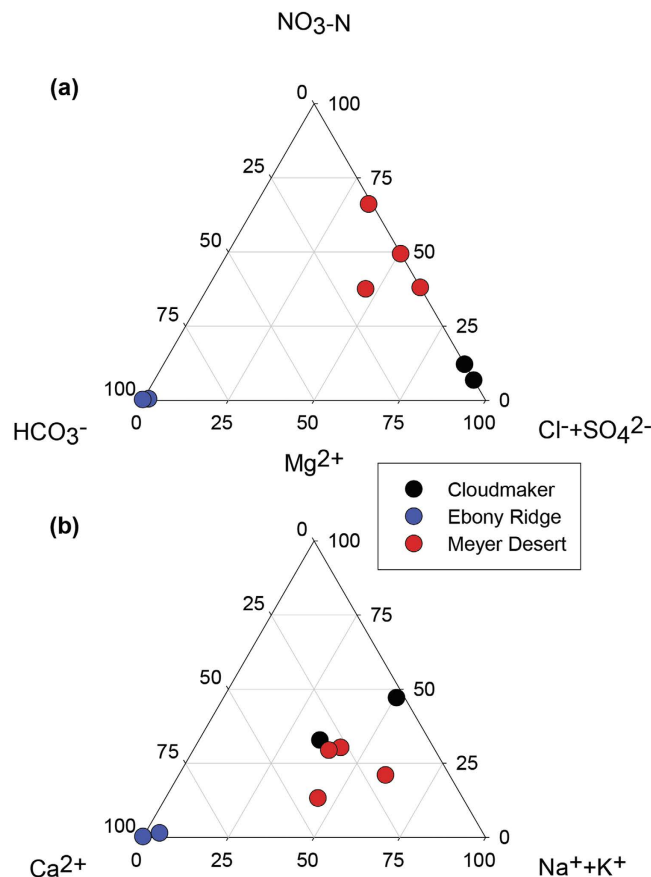 NO₃-N
(a)
0 100
25 75
50 50
75 25
100 0
0 25 50 75 100
HCO₃⁻ Cl⁻+SO₄²⁻
Mg²⁺
Cloudmaker
Ebony Ridge
Meyer Desert
(b)
0 100
25 75
50 50
75 25
100 0
0 25 50 75 100
Ca²⁺ Na⁺+K⁺